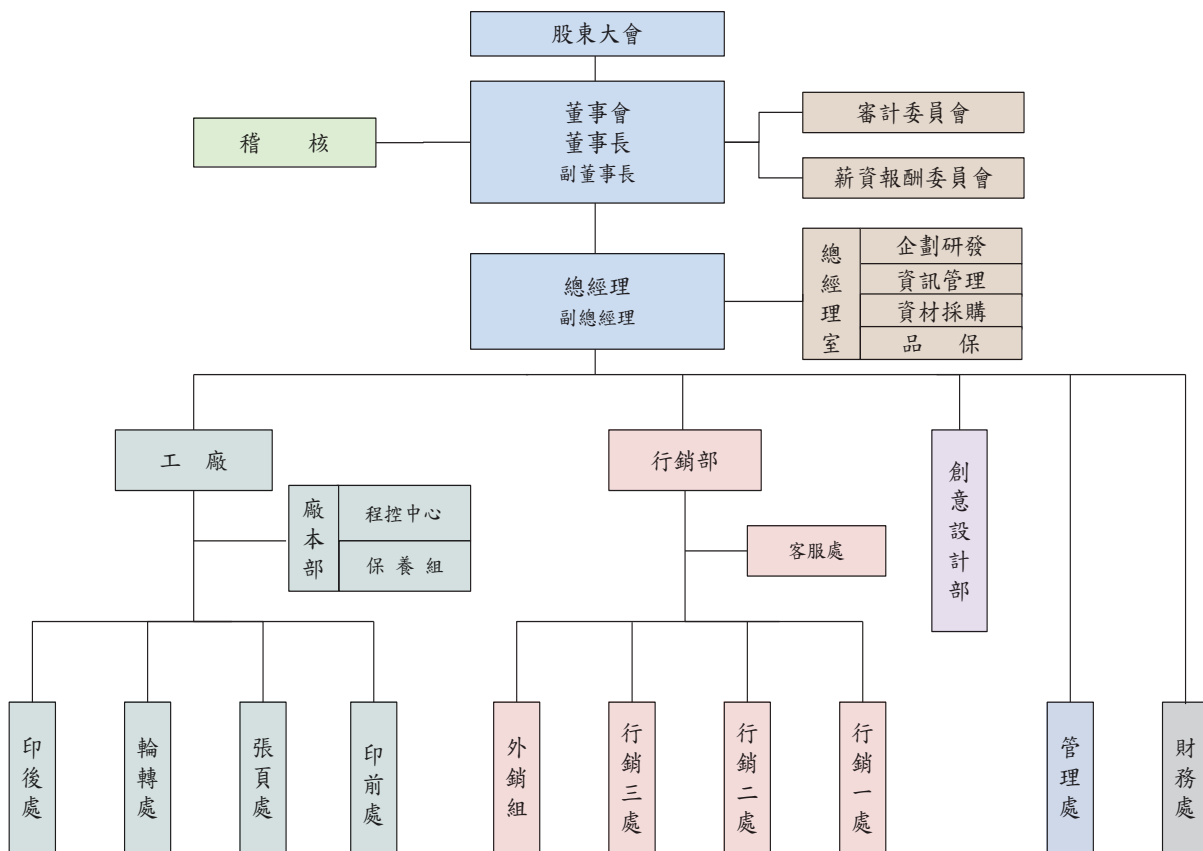 股東大會
董事會
董事長
副董事長
稽 核
審計委員會
薪資報酬委員會
總經理
副總經理
總經理室
企劃研發
資訊管理
資材採購
品 保
工 廠
行銷部
創意設計部
廠本部
程控中心
保 養 組
客服處
印後處
輪轉處
張頁處
印前處
外銷組
行銷三處
行銷二處
行銷一處
管理處
財務處